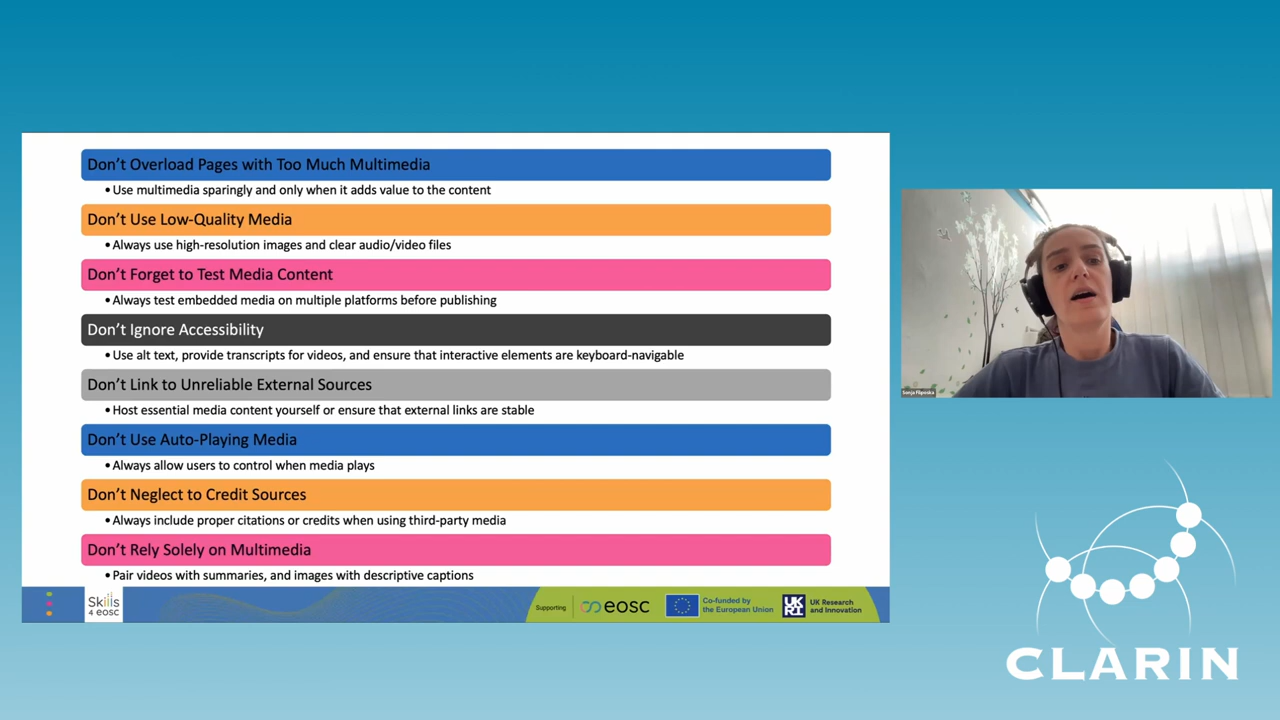 Don't Overload Pages with Too Much Multimedia
• Use multimedia sparingly and only when it adds value to the content
Don't Use Low-Quality Media
• Always use high-resolution images and clear audio/video files
Don't Forget to Test Media Content
• Always test embedded media on multiple platforms before publishing
Don't Ignore Accessibility
• Use alt text, provide transcripts for videos, and ensure that interactive elements are keyboard-navigable
Don't Link to Unreliable External Sources
• Host essential media content yourself or ensure that external links are stable
Don't Use Auto-Playing Media
• Always allow users to control when media plays
Don't Neglect to Credit Sources
• Always include proper citations or credits when using third-party media
Don't Rely Solely on Multimedia
• Pair videos with summaries, and images with descriptive captions
Skills
4 eosc
Supporting
eosc
Co-funded by
the European Union
UK
RI
UK Research
and Innovation
Sonja Filiposka
CLARIN